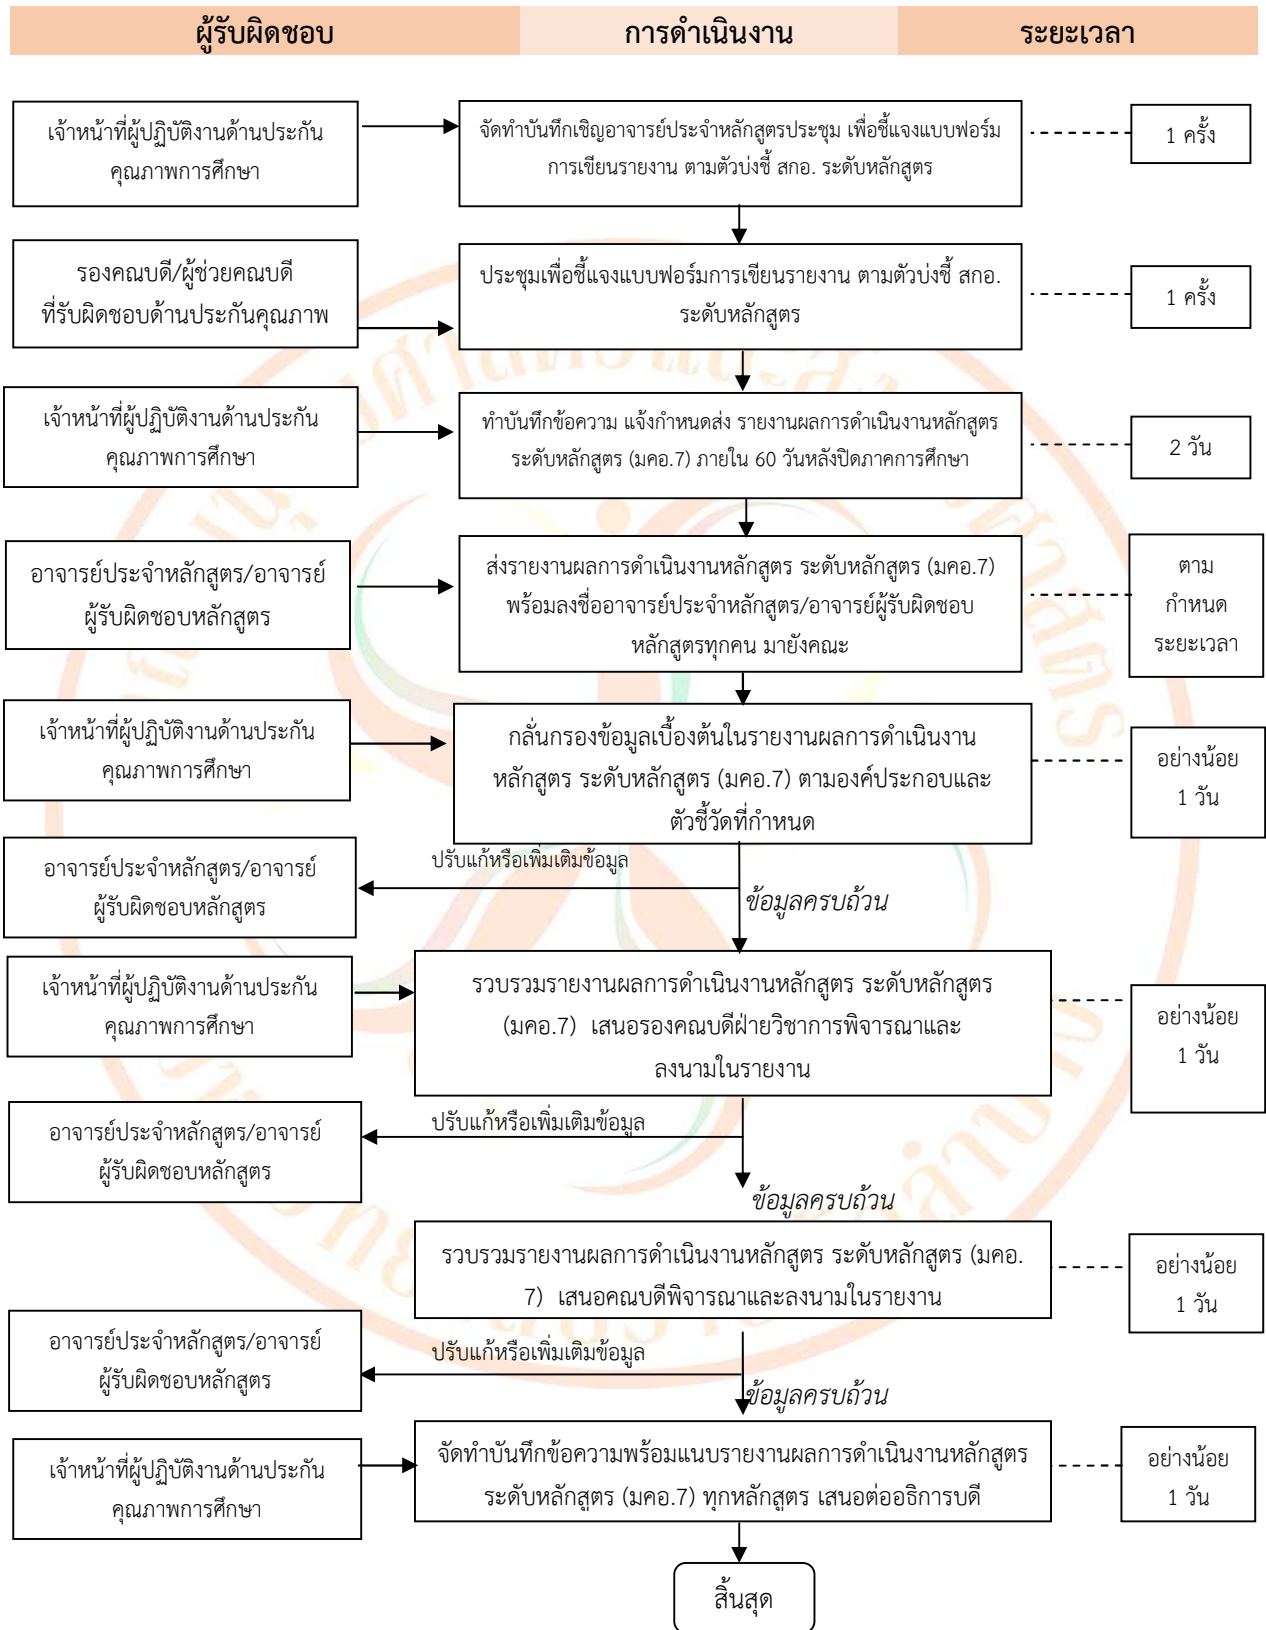 ผู้รับผิดชอบ
การดำเนินงาน
ระยะเวลา
เจ้าหน้าที่ผู้ปฏิบัติงานด้านประกัน
คุณภาพการศึกษา
จัดทำบันทึกเชิญอาจารย์ประจำหลักสูตรประชุม เพื่อชี้แจงแบบฟอร์ม
การเขียนรายงาน ตามตัวบ่งชี้ สกอ. ระดับหลักสูตร
1 ครั้ง
รองคณบดี/ผู้ช่วยคณบดี
ที่รับผิดชอบด้านประกันคุณภาพ
ประชุมเพื่อชี้แจงแบบฟอร์มการเขียนรายงาน ตามตัวบ่งชี้ สกอ.
ระดับหลักสูตร
1 ครั้ง
เจ้าหน้าที่ผู้ปฏิบัติงานด้านประกัน
คุณภาพการศึกษา
ทำบันทึกข้อความ แจ้งกำหนดส่ง รายงานผลการดำเนินงานหลักสูตร
ระดับหลักสูตร (มคอ.7) ภายใน 60 วันหลังปิดภาคการศึกษา
2 วัน
อาจารย์ประจำหลักสูตร/อาจารย์
ผู้รับผิดชอบหลักสูตร
ส่งรายงานผลการดำเนินงานหลักสูตร ระดับหลักสูตร (มคอ.7)
พร้อมลงชื่ออาจารย์ประจำหลักสูตร/อาจารย์ผู้รับผิดชอบ
หลักสูตรทุกคน มายังคณะ
ตาม
กำหนด
ระยะเวลา
เจ้าหน้าที่ผู้ปฏิบัติงานด้านประกัน
คุณภาพการศึกษา
กลั่นกรองข้อมูลเบื้องต้นในรายงานผลการดำเนินงาน
หลักสูตร ระดับหลักสูตร (มคอ.7) ตามองค์ประกอบและ
ตัวชี้วัดที่กำหนด
อย่างน้อย
1 วัน
อาจารย์ประจำหลักสูตร/อาจารย์
ผู้รับผิดชอบหลักสูตร
ปรับแก้หรือเพิ่มเติมข้อมูล
ข้อมูลครบถ้วน
เจ้าหน้าที่ผู้ปฏิบัติงานด้านประกัน
คุณภาพการศึกษา
รวบรวมรายงานผลการดำเนินงานหลักสูตร ระดับหลักสูตร
(มคอ.7) เสนอรองคณบดีฝ่ายวิชาการพิจารณาและ
ลงนามในรายงาน
อย่างน้อย
1 วัน
อาจารย์ประจำหลักสูตร/อาจารย์
ผู้รับผิดชอบหลักสูตร
ปรับแก้หรือเพิ่มเติมข้อมูล
ข้อมูลครบถ้วน
รวบรวมรายงานผลการดำเนินงานหลักสูตร ระดับหลักสูตร (มคอ.
7) เสนอคณบดีพิจารณาและลงนามในรายงาน
อย่างน้อย
1 วัน
อาจารย์ประจำหลักสูตร/อาจารย์
ผู้รับผิดชอบหลักสูตร
ปรับแก้หรือเพิ่มเติมข้อมูล
ข้อมูลครบถ้วน
เจ้าหน้าที่ผู้ปฏิบัติงานด้านประกัน
คุณภาพการศึกษา
จัดทำบันทึกข้อความพร้อมแนบรายงานผลการดำเนินงานหลักสูตร
ระดับหลักสูตร (มคอ.7) ทุกหลักสูตร เสนอต่ออธิการบดี
อย่างน้อย
1 วัน
สิ้นสุด